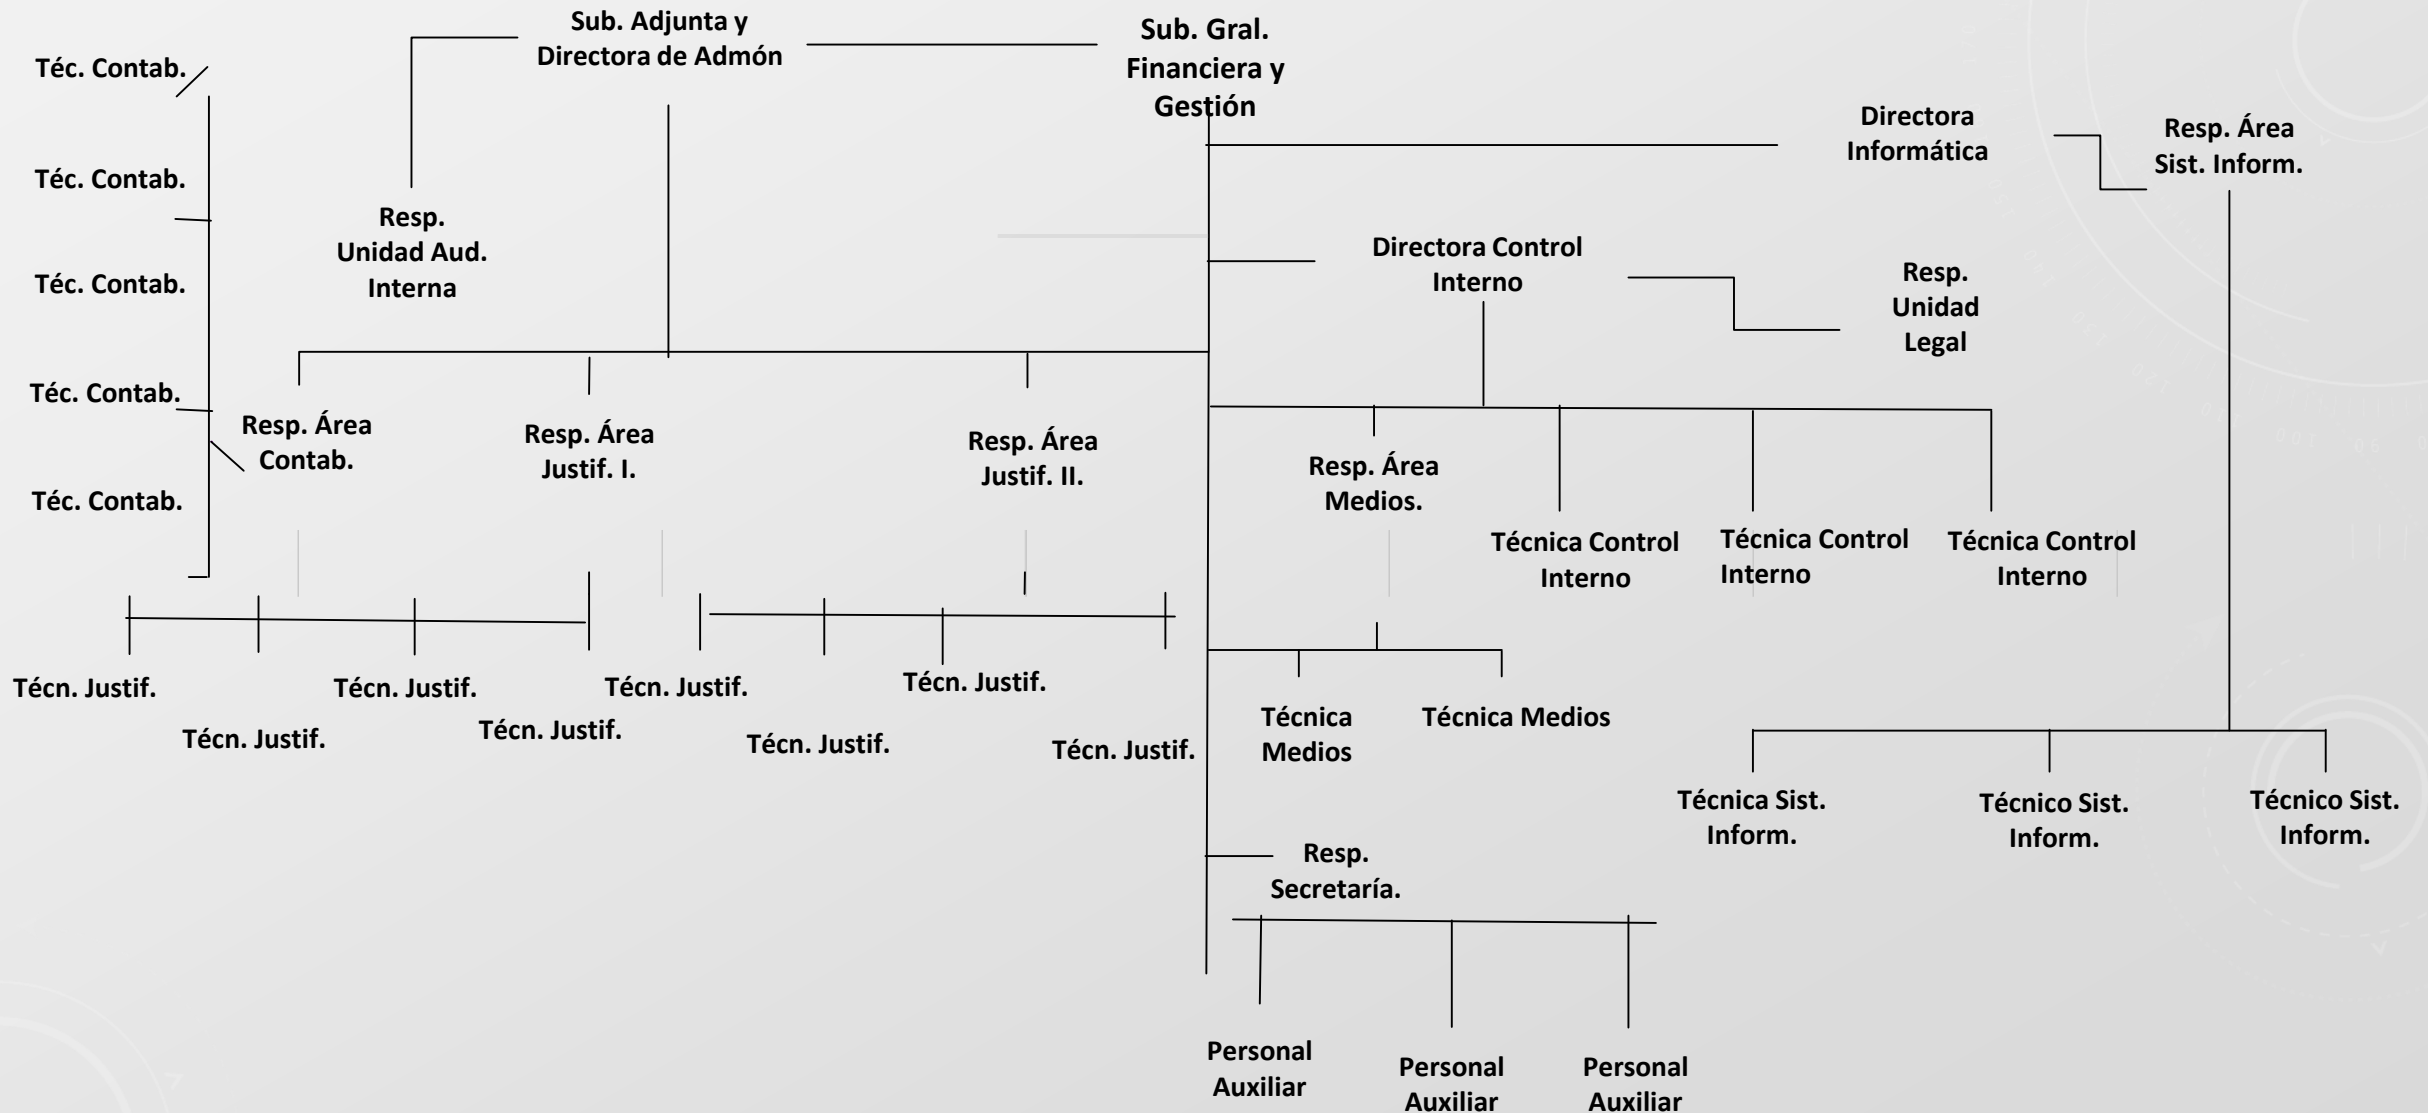 Sub. Adjunta y
Directora de Admón
Sub. Gral.
Financiera y
Gestión
Téc. Contab.
Téc. Contab.
Téc. Contab.
Téc. Contab.
Téc. Contab.
Resp.
Unidad Aud.
Interna
Directora
Informática
Resp. Área
Sist. Inform.
Directora Control
Interno
Resp.
Unidad
Legal
Resp. Área
Contab.
Resp. Área
Justif. I.
Resp. Área
Justif. II.
Resp. Área
Medios.
Técnica Control
Interno
Técnica Control
Interno
Técnica Control
Interno
Técn. Justif.
Técn. Justif.
Técn. Justif.
Técn. Justif.
Técn. Justif.
Técn. Justif.
Técn. Justif.
Técn. Justif.
Técnica
Medios
Técnica Medios
Técnica Sist.
Inform.
Técnico Sist.
Inform.
Técnico Sist.
Inform.
Resp.
Secretaría.
Personal
Auxiliar
Personal
Auxiliar
Personal
Auxiliar